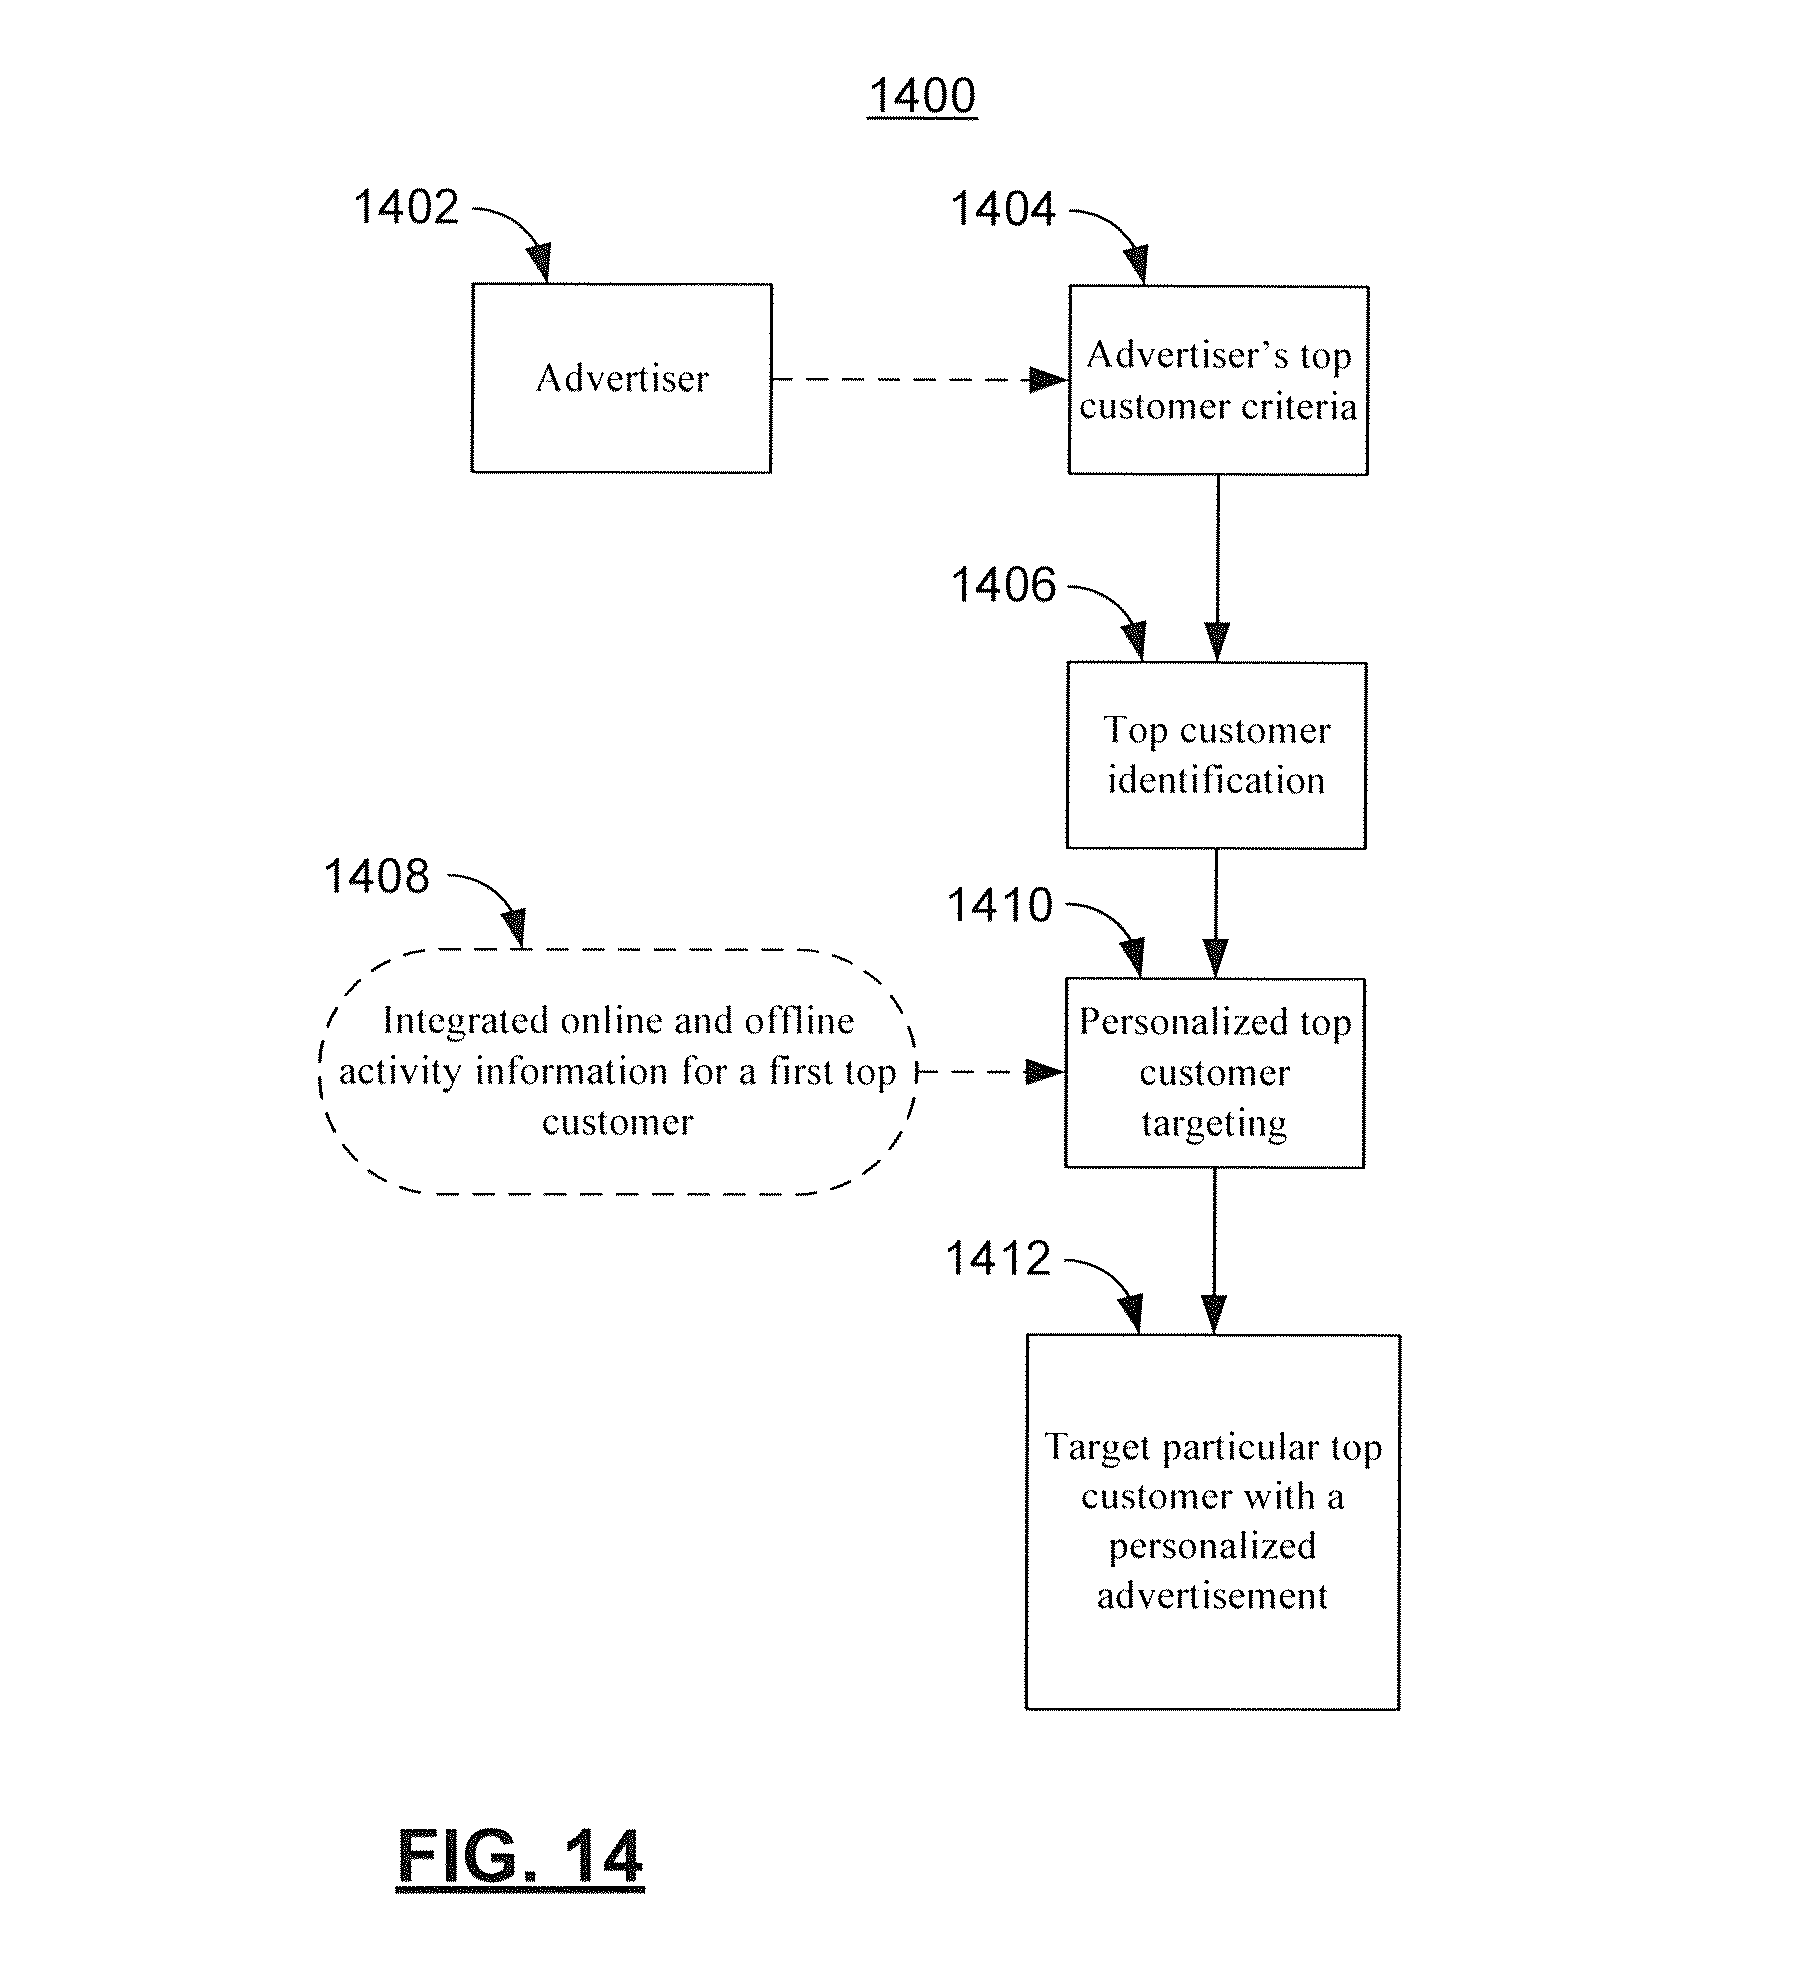 1400
1402
1404
Advertiser
Advertiser's top
customer criteria
1406
Top customer
identification
1408
1410
Integrated online and offline
activity information for a first top
customer
Personalized top
customer
targeting
1412
Target particular top
customer with a
personalized
advertisement
FIG. 14